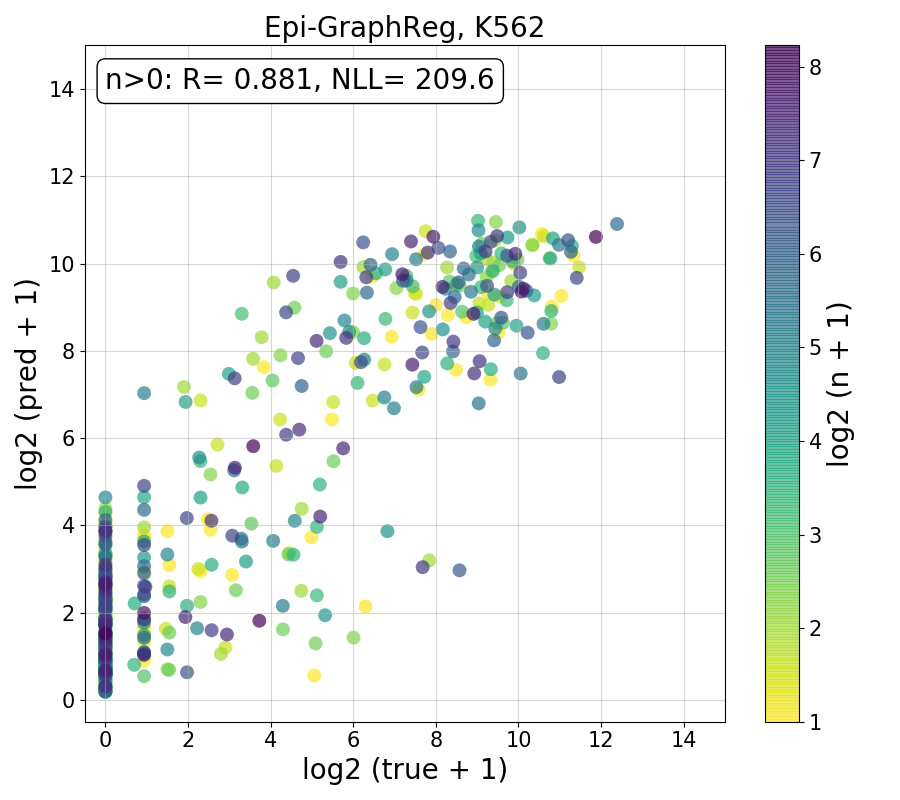 Epi-GraphReg, K562
n>0: R= 0.881, NLL= 209.6
log2 (pred + 1)
14
12
10
8
6
4
2
0
0 2 4 6 8 10 12 14
log2 (true + 1)
8
7
6
5
4
3
2
1
log2 (n + 1)